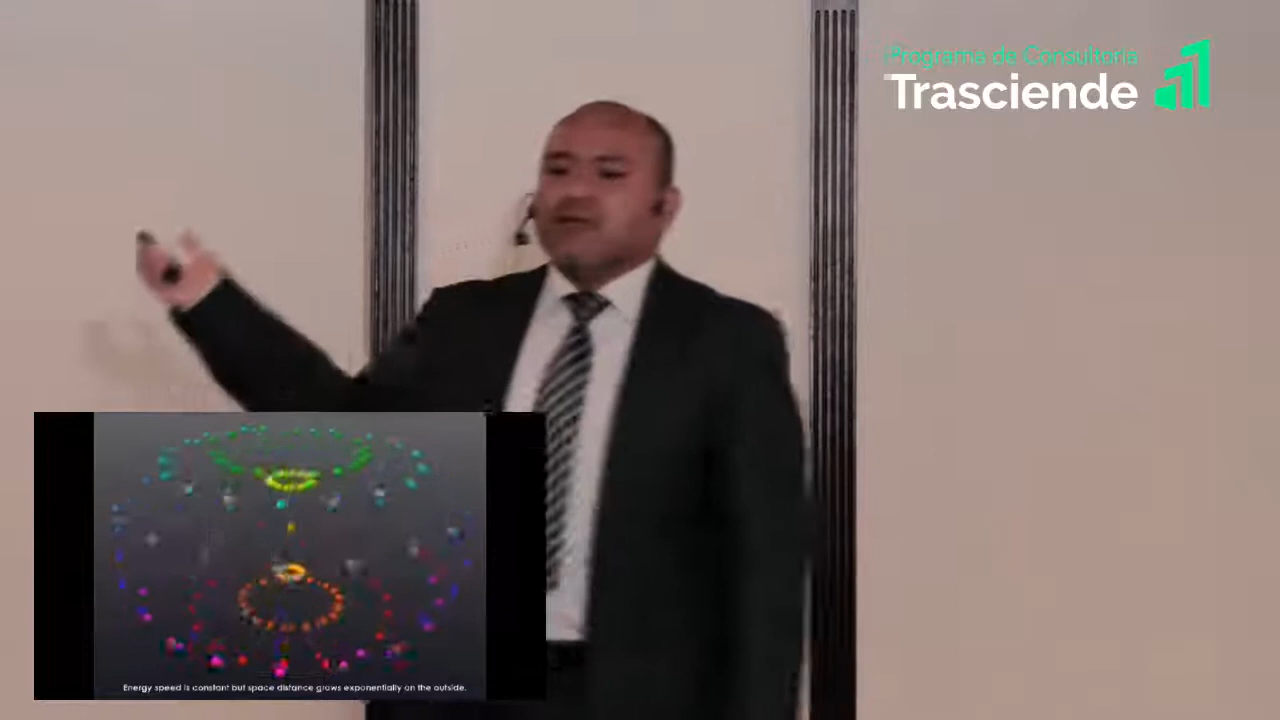 Programa de Consultoría
Trasciende
Energy speed is constant but space distance grows exponentially on the outside.